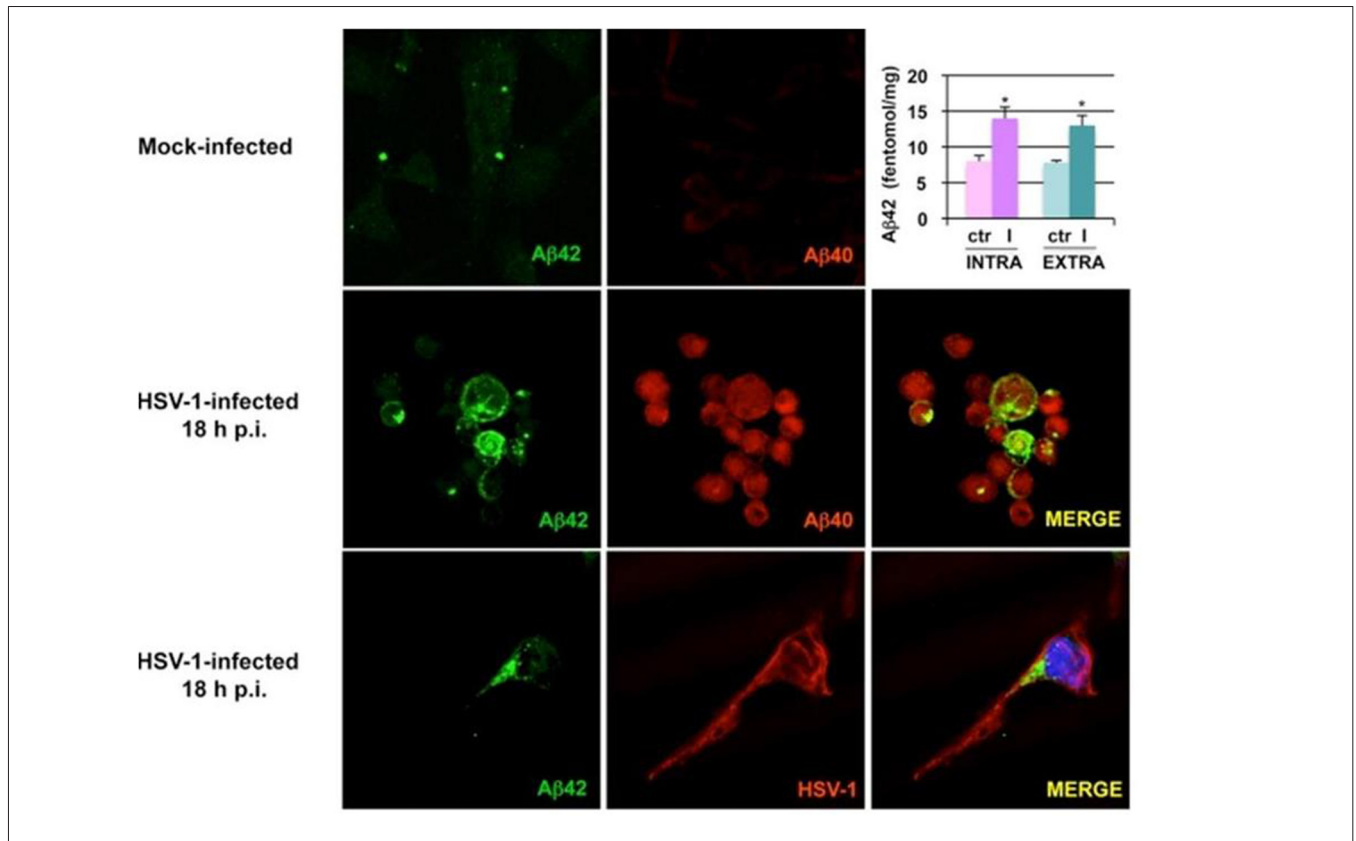 Mock-infected
Aβ42
Aβ40
Aβ42 (fentomol/mg)
20
15
10
5
0
*
*
ctr I
ctr I
INTRA
EXTRA
HSV-1-infected
18 h p.i.
Aβ42
Aβ40
MERGE
HSV-1-infected
18 h p.i.
Aβ42
HSV-1
MERGE